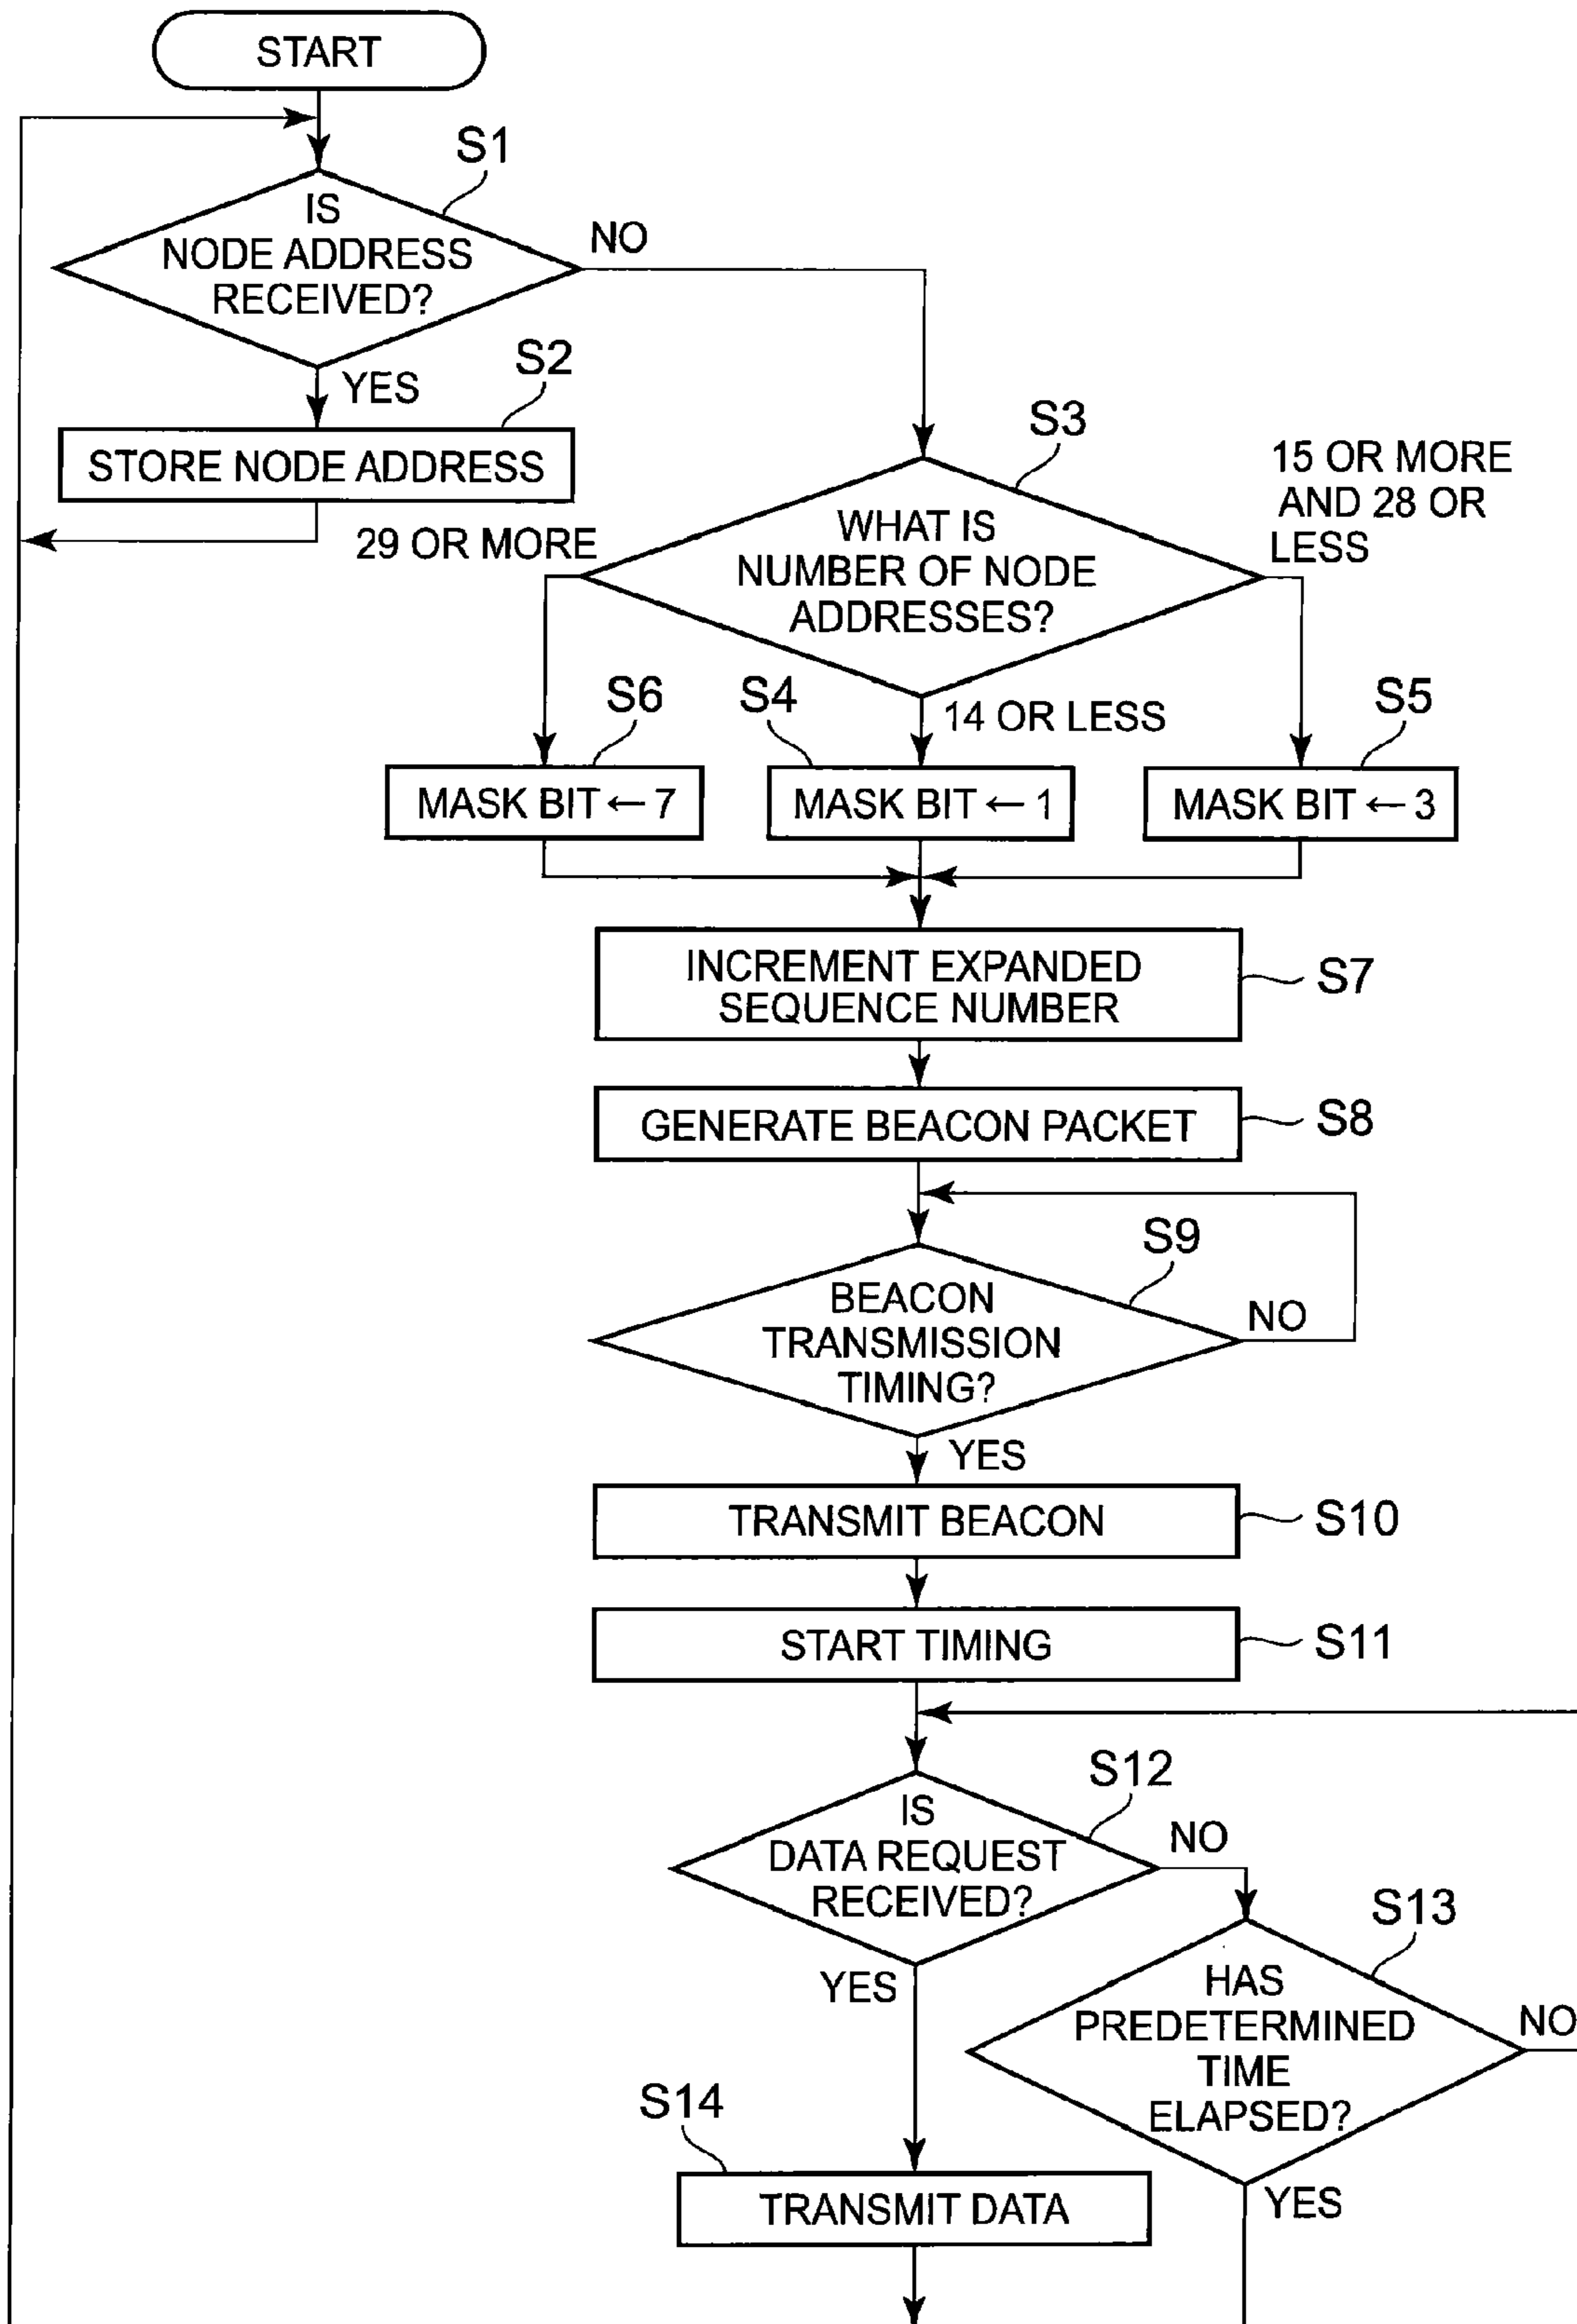 START
S1
IS
NODE ADDRESS
RECEIVED?
NO
YES
S2
STORE NODE ADDRESS
S3
WHAT IS
NUMBER OF NODE
ADDRESSES?
29 OR MORE
15 OR MORE
AND 28 OR
LESS
14 OR LESS
S6
MASK BIT ← 7
S4
MASK BIT ← 1
S5
MASK BIT ← 3
INCREMENT EXPANDED
SEQUENCE NUMBER
S7
GENERATE BEACON PACKET
S8
S9
BEACON
TRANSMISSION
TIMING?
NO
YES
TRANSMIT BEACON
S10
START TIMING
S11
S12
IS
DATA REQUEST
RECEIVED?
NO
YES
S13
HAS
PREDETERMINED
TIME
ELAPSED?
NO
YES
S14
TRANSMIT DATA